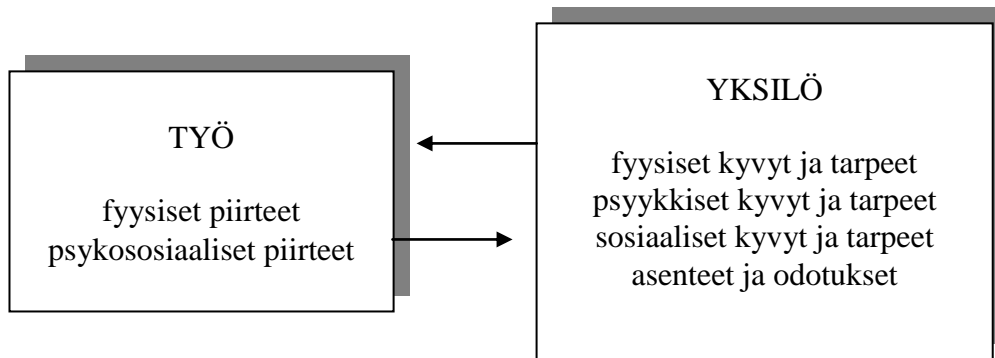 TYÖ
fyysiset piirteet
psykososiaaliset piirteet
YKSILÖ
fyysiset kyvyt ja tarpeet
psyykkiset kyvyt ja tarpeet
sosiaaliset kyvyt ja tarpeet
asenteet ja odotukset